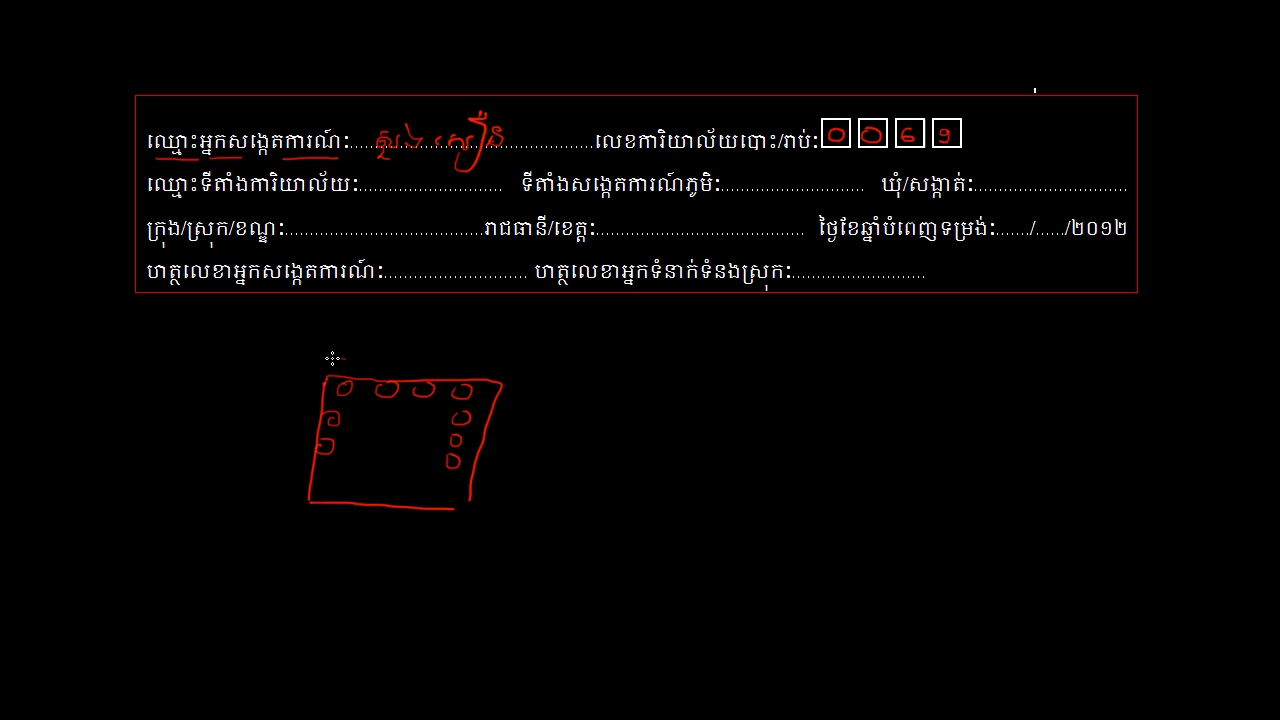 ឈ្មោះអ្នកសង្កេតការណ៍:............................................លេខការិយាល័យបោះ/រាប់: ០ ០ ៦ ១
ឈ្មោះទីតាំងការិយាល័យ:.......................... ទីតាំងសង្កេតការណ៍ភូមិ:.......................... ឃុំ/សង្កាត់:............................
ក្រុង/ស្រុក/ខណ្ឌ:....................................រាជធានី/ខេត្ត:...................................... ថ្ងៃខែឆ្នាំបំពេញទម្រង់:....../....../២០១២
ហត្ថលេខាអ្នកសង្កេតការណ៍:.......................... ហត្ថលេខាអ្នកទំនាក់ទំនងស្រុក:........................